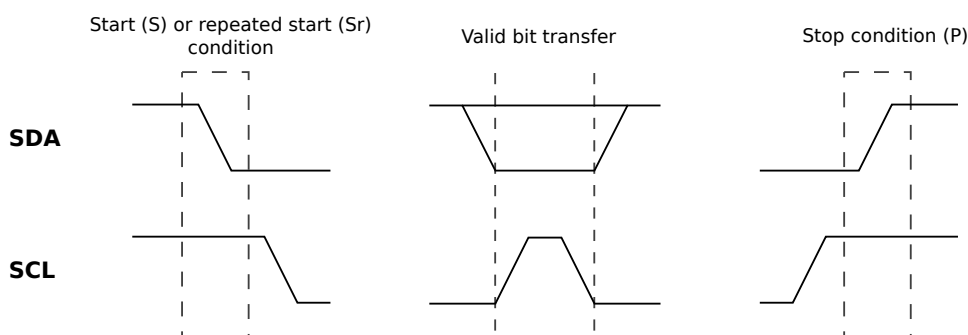 Start (S) or repeated start (Sr)
condition
Valid bit transfer
Stop condition (P)
SDA
SCL